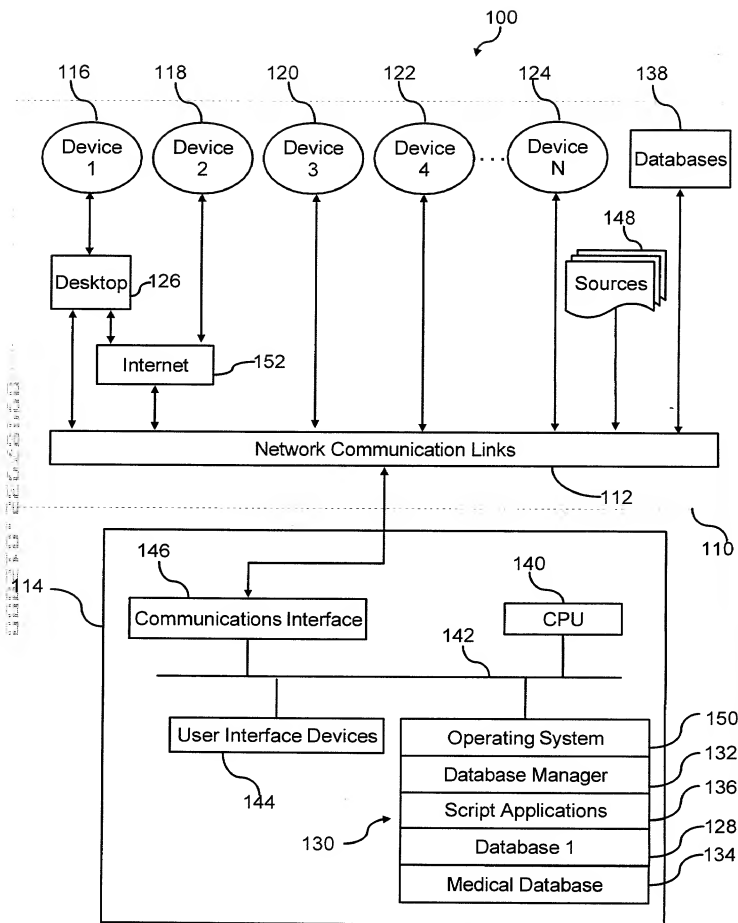 100
116 118 120 122 124 138
Device 1
Device 2
Device 3
Device 4
...
Device N
Databases
148
Sources
Desktop
126
Internet
152
Network Communication Links
112
110
114
146
Communications Interface
140
CPU
142
User Interface Devices
144
130
Operating System 150
Database Manager 132
Script Applications 136
Database 1 128
Medical Database 134